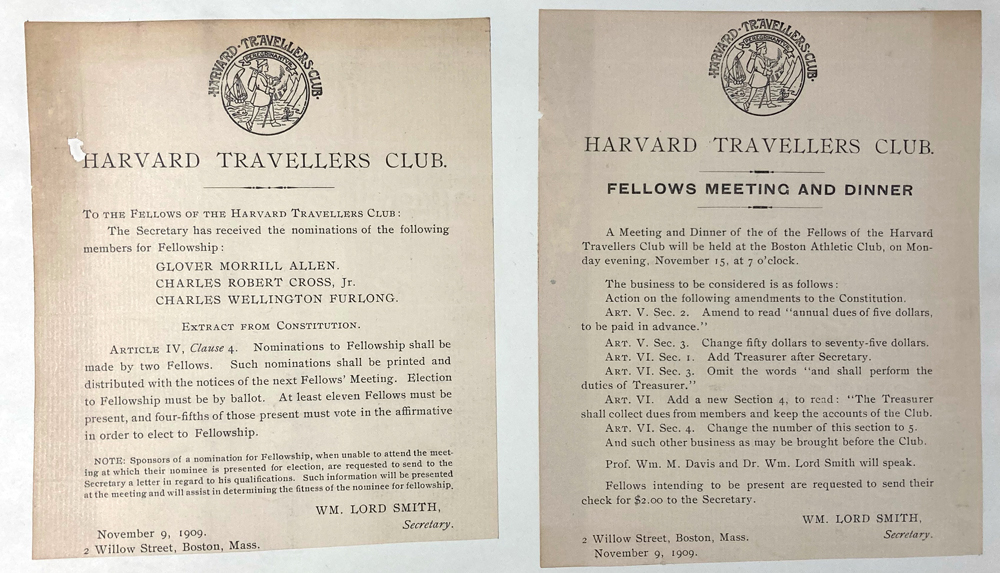 HARVARD·TRAVELLERS·CLUB·
HARVARD TRAVELLERS CLUB.
TO THE FELLOWS OF THE HARVARD TRAVELLERS CLUB:
The Secretary has received the nominations of the following
members for Fellowship:
GLOVER MORRILL ALLEN.
CHARLES ROBERT CROSS, Jr.
CHARLES WELLINGTON FURLONG.
EXTRACT FROM CONSTITUTION.
ARTICLE IV, Clause 4. Nominations to Fellowship shall be
made by two Fellows. Such nominations shall be printed and
distributed with the notices of the next Fellows' Meeting. Election
to Fellowship must be by ballot. At least eleven Fellows must be
present, and four-fifths of those present must vote in the affirmative
in order to elect to Fellowship.
NOTE: Sponsors of a nomination for Fellowship, when unable to attend the meet-
ing at which their nominee is presented for election, are requested to send to the
Secretary a letter in regard to his qualifications. Such information will be presented
at the meeting and will assist in determining the fitness of the nominee for fellowship.
WM. LORD SMITH,
Secretary.
November 9, 1909.
2 Willow Street, Boston, Mass.
HARVARD·TRAVELLERS·CLUB·
HARVARD TRAVELLERS CLUB.
FELLOWS MEETING AND DINNER
A Meeting and Dinner of the of the Fellows of the Harvard
Travellers Club will be held at the Boston Athletic Club, on Mon-
day evening, November 15, at 7 o'clock.
The business to be considered is as follows:
Action on the following amendments to the Constitution.
ART. V. Sec. 2. Amend to read "annual dues of five dollars,
to be paid in advance."
ART. V. Sec. 3. Change fifty dollars to seventy-five dollars.
ART. VI. Sec. 1. Add Treasurer after Secretary.
ART. VI. Sec. 3. Omit the words "and shall perform the
duties of Treasurer."
ART. VI. Add a new Section 4, to read: "The Treasurer
shall collect dues from members and keep the accounts of the Club.
ART. VI. Sec. 4. Change the number of this section to 5.
And such other business as may be brought before the Club.
Prof. Wm. M. Davis and Dr. Wm. Lord Smith will speak.
Fellows intending to be present are requested to send their
check for $2.00 to the Secretary.
WM. LORD SMITH,
Secretary.
2 Willow Street, Boston, Mass.
November 9, 1909.